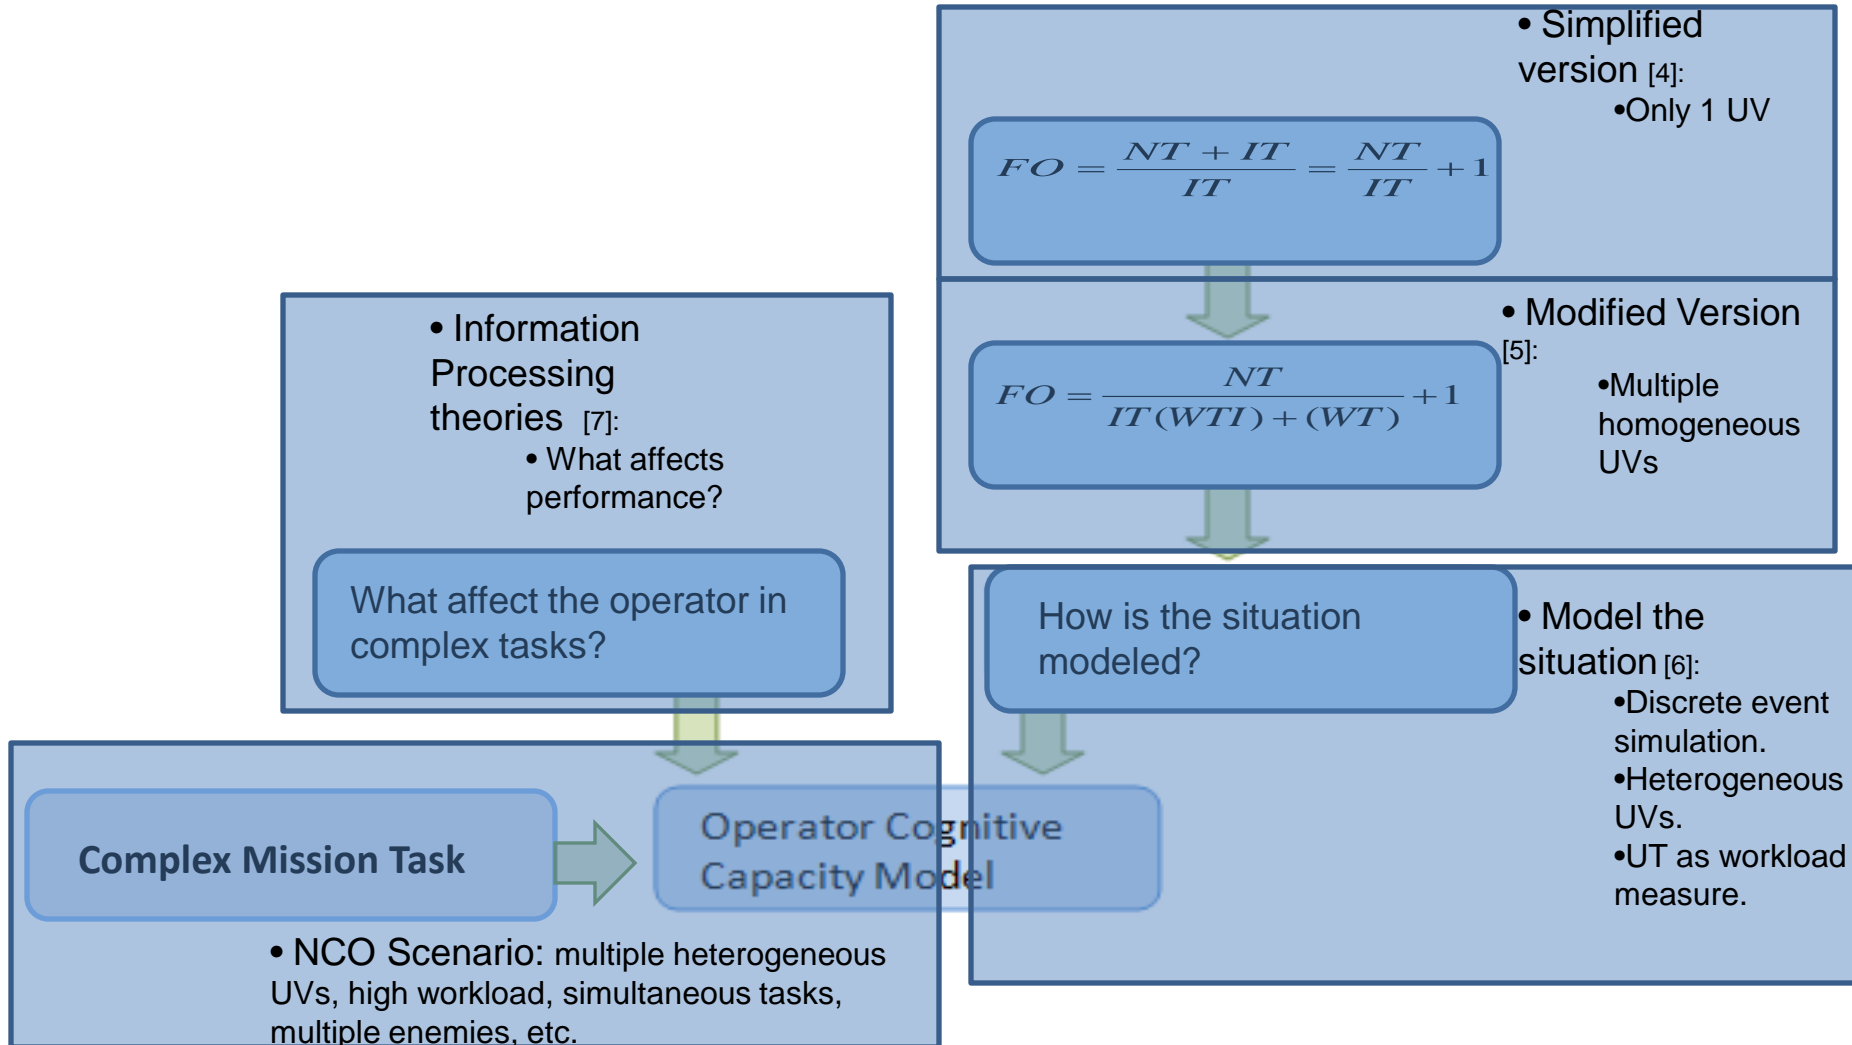 • Simplified
version [4]:
•Only 1 UV
FO = \frac{NT + IT}{IT} = \frac{NT}{IT} + 1
• Modified Version
[5]:
•Multiple
homogeneous
UVs
FO = \frac{NT}{IT(WTI) + (WT)} + 1
• Information
Processing
theories [7]:
• What affects
performance?
What affect the operator in
complex tasks?
How is the situation
modeled?
• Model the
situation [6]:
•Discrete event
simulation.
•Heterogeneous
UVs.
•UT as workload
measure.
Complex Mission Task
Operator Cognitive
Capacity Model
• NCO Scenario: multiple heterogeneous
UVs, high workload, simultaneous tasks,
multiple enemies, etc.